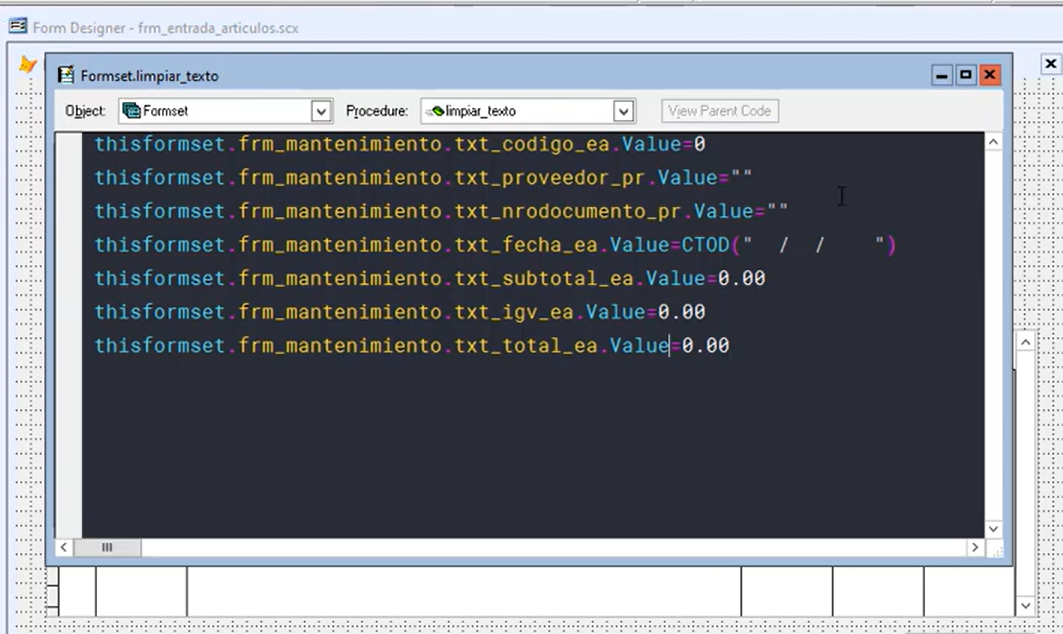 Form Designer - frm_entrada_articulos.scx
Formset.limpiar_texto
Object: Formset Procedure: limpiar_texto View Parent Code
thisformset.frm_mantenimiento.txt_codigo_ea.Value=0
thisformset.frm_mantenimiento.txt_proveedor_pr.Value=""
thisformset.frm_mantenimiento.txt_nrodocumento_pr.Value=""
thisformset.frm_mantenimiento.txt_fecha_ea.Value=CTOD("  /  /    ")
thisformset.frm_mantenimiento.txt_subtotal_ea.Value=0.00
thisformset.frm_mantenimiento.txt_igv_ea.Value=0.00
thisformset.frm_mantenimiento.txt_total_ea.Value=0.00